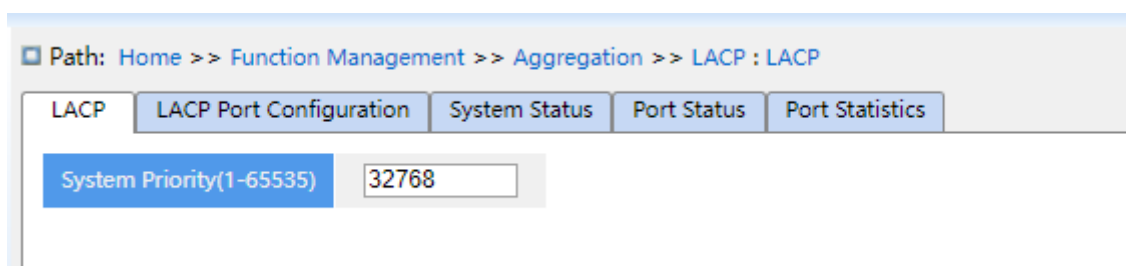 Path: Home >> Function Management >> Aggregation >> LACP : LACP
LACP LACP Port Configuration System Status Port Status Port Statistics
System Priority(1-65535) 32768